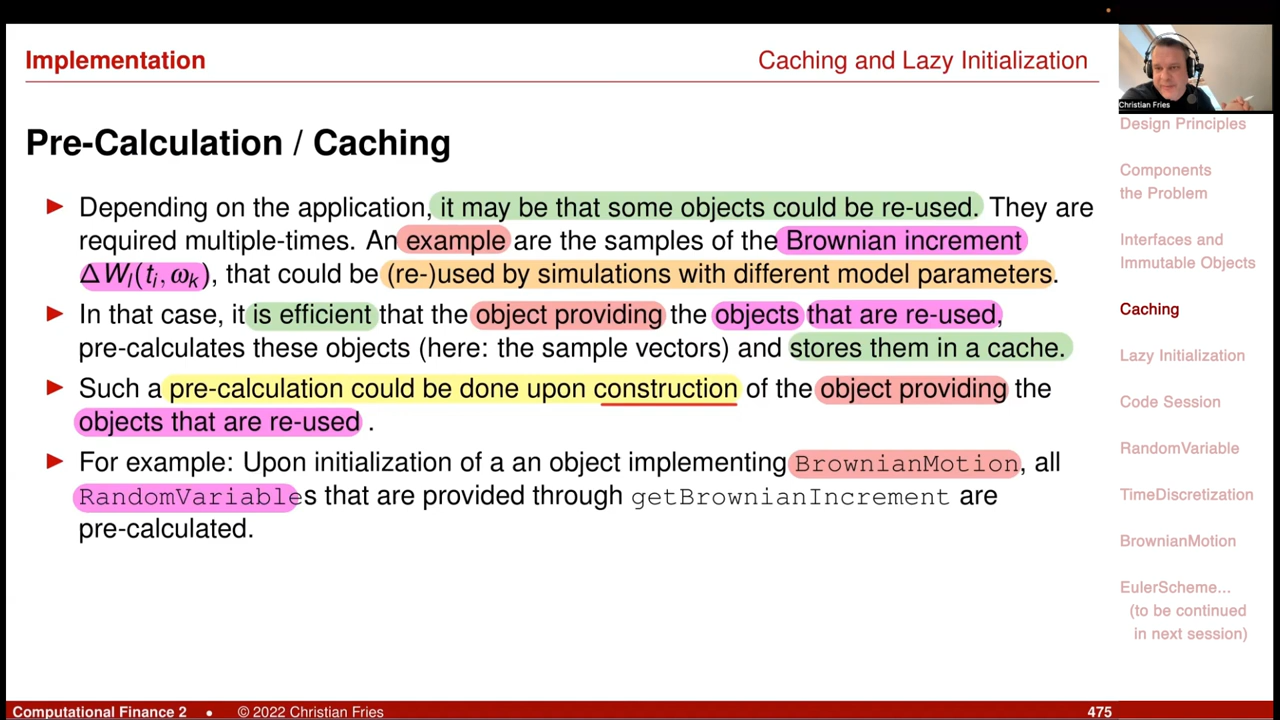 Implementation
Caching and Lazy Initialization
Christian Fries
Pre-Calculation / Caching
► Depending on the application, it may be that some objects could be re-used. They are
required multiple-times. An example are the samples of the Brownian increment
ΔWₗ(tᵢ, ωₖ), that could be (re-)used by simulations with different model parameters.
► In that case, it is efficient that the object providing the objects that are re-used,
pre-calculates these objects (here: the sample vectors) and stores them in a cache.
► Such a pre-calculation could be done upon construction of the object providing the
objects that are re-used .
► For example: Upon initialization of a an object implementing BrownianMotion, all
RandomVariables that are provided through getBrownianIncrement are
pre-calculated.
Design Principles
Components
the Problem
Interfaces and
Immutable Objects
Caching
Lazy Initialization
Code Session
RandomVariable
TimeDiscretization
BrownianMotion
EulerScheme...
(to be continued
in next session)
Computational Finance 2 • © 2022 Christian Fries
475